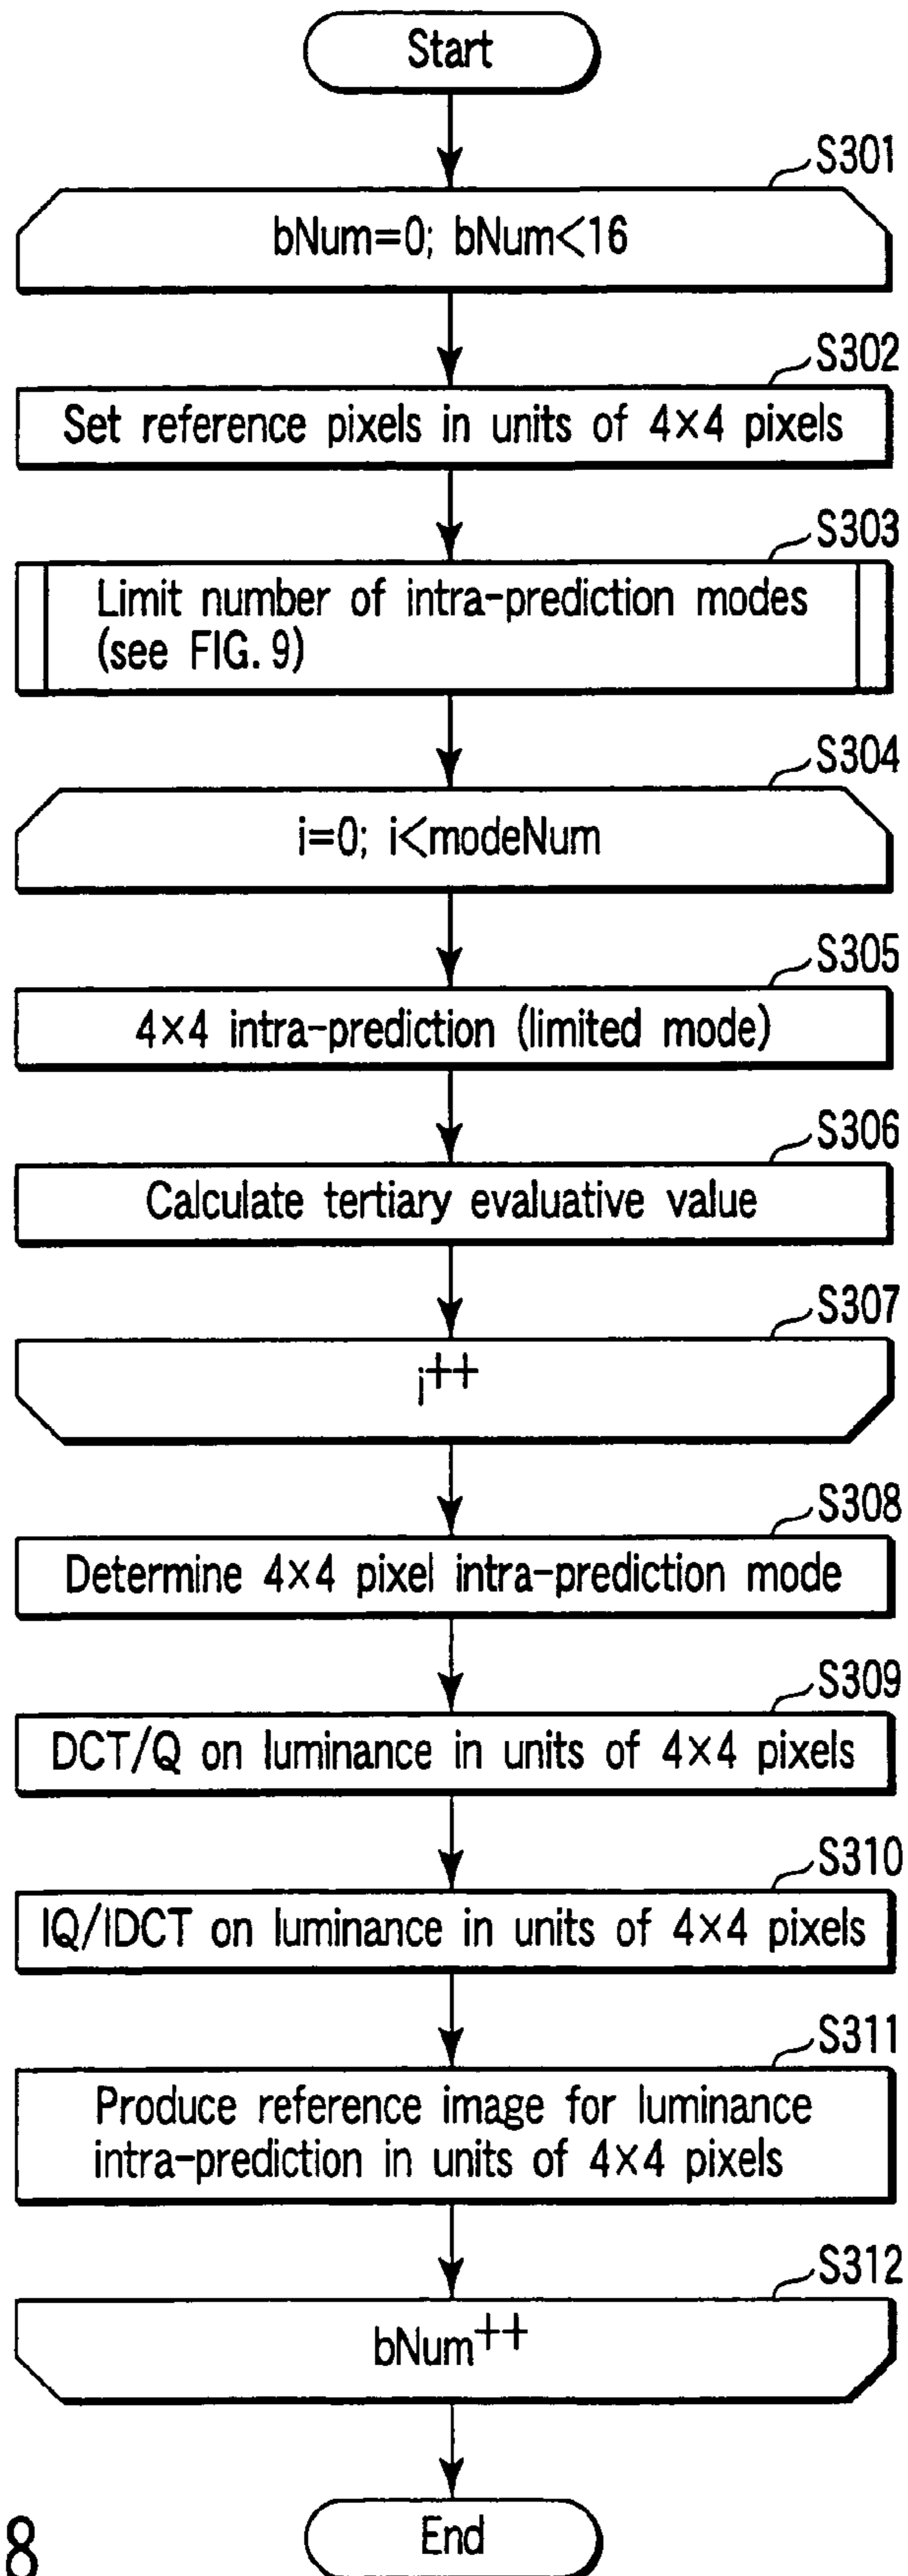 Start
S301
bNum=0; bNum<16
S302
Set reference pixels in units of 4×4 pixels
S303
Limit number of intra-prediction modes
(see FIG. 9)
S304
i=0; i<modeNum
S305
4×4 intra-prediction (limited mode)
S306
Calculate tertiary evaluative value
S307
i++
S308
Determine 4×4 pixel intra-prediction mode
S309
DCT/Q on luminance in units of 4×4 pixels
S310
IQ/IDCT on luminance in units of 4×4 pixels
S311
Produce reference image for luminance
intra-prediction in units of 4×4 pixels
S312
bNum++
End
8